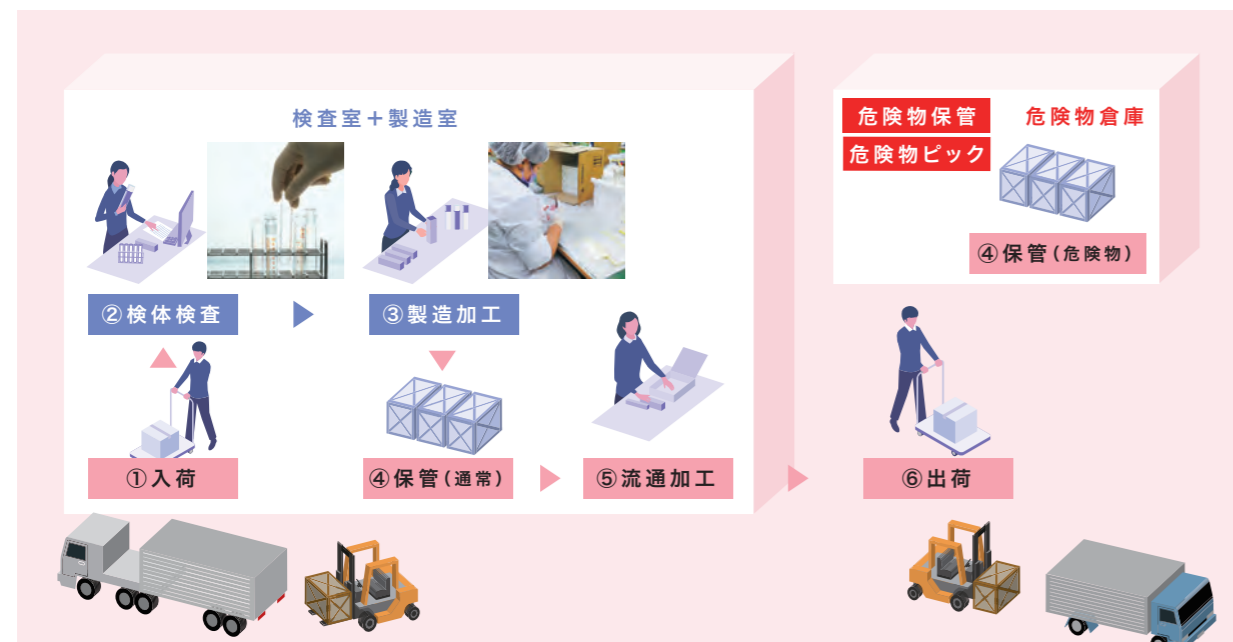 検査室＋製造室
②検体検査
③製造加工
①入荷
④保管（通常）
⑤流通加工
危険物保管
危険物ピック
危険物倉庫
④保管（危険物）
⑥出荷